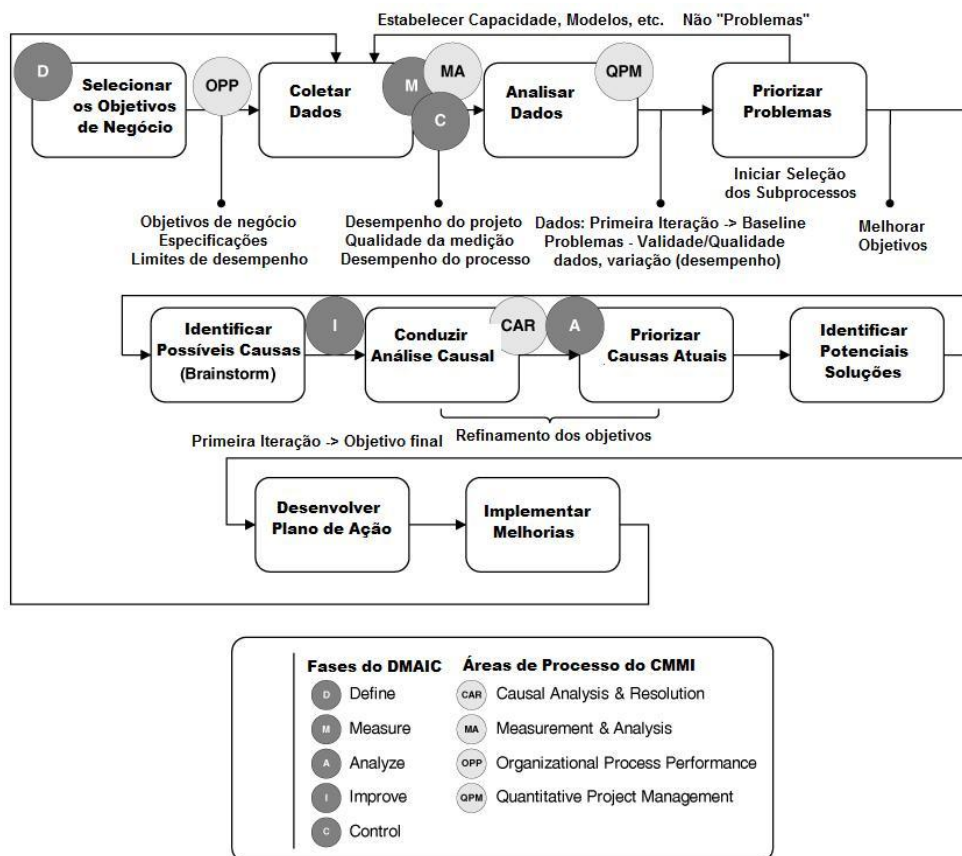 Estabelecer Capacidade, Modelos, etc. Não "Problemas"
D
Selecionar
os Objetivos
de Negócio
OPP
Coletar
Dados
M
MA
C
Analisar
Dados
QPM
Priorizar
Problemas
Iniciar Seleção
dos Subprocessos
Objetivos de negócio
Especificações
Limites de desempenho
Desempenho do projeto
Qualidade da medição
Desempenho do processo
Dados: Primeira Iteração -> Baseline
Problemas - Validade/Qualidade
dados, variação (desempenho)
Melhorar
Objetivos
Identificar
Possíveis Causas
(Brainstorm)
I
Conduzir
Análise Causal
CAR
A
Priorizar
Causas Atuais
Identificar
Potenciais
Soluções
Refinamento dos objetivos
Primeira Iteração -> Objetivo final
Desenvolver
Plano de Ação
Implementar
Melhorias
Fases do DMAIC
D Define
M Measure
A Analyze
I Improve
C Control
Áreas de Processo do CMMI
CAR Causal Analysis & Resolution
MA Measurement & Analysis
OPP Organizational Process Performance
QPM Quantitative Project Management